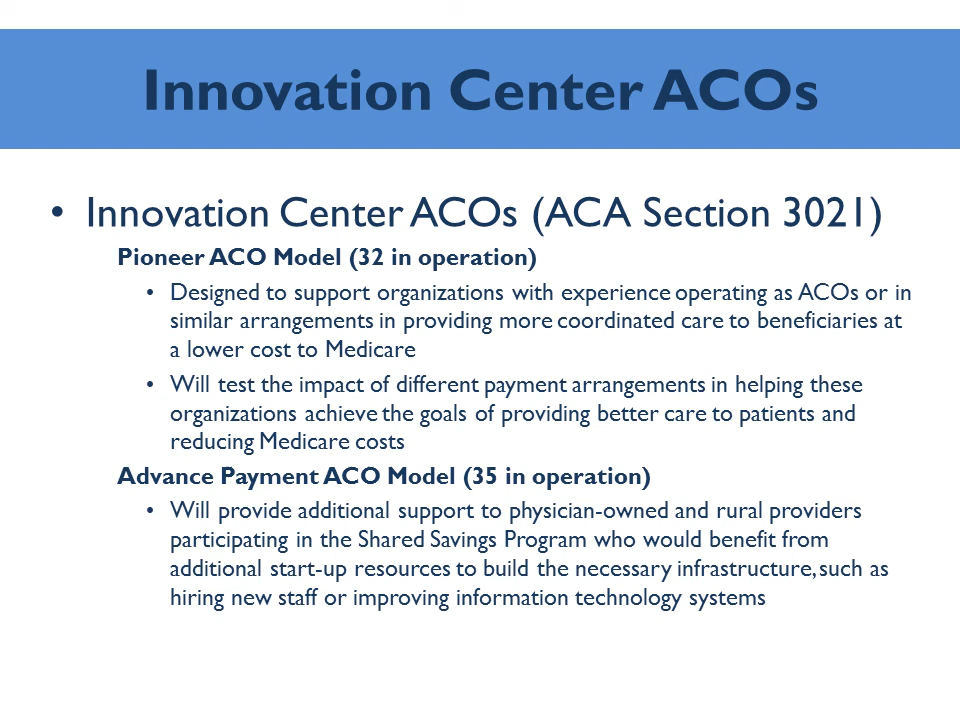 Innovation Center ACOs
• Innovation Center ACOs (ACA Section 3021)
Pioneer ACO Model (32 in operation)
• Designed to support organizations with experience operating as ACOs or in
similar arrangements in providing more coordinated care to beneficiaries at
a lower cost to Medicare
• Will test the impact of different payment arrangements in helping these
organizations achieve the goals of providing better care to patients and
reducing Medicare costs
Advance Payment ACO Model (35 in operation)
• Will provide additional support to physician-owned and rural providers
participating in the Shared Savings Program who would benefit from
additional start-up resources to build the necessary infrastructure, such as
hiring new staff or improving information technology systems